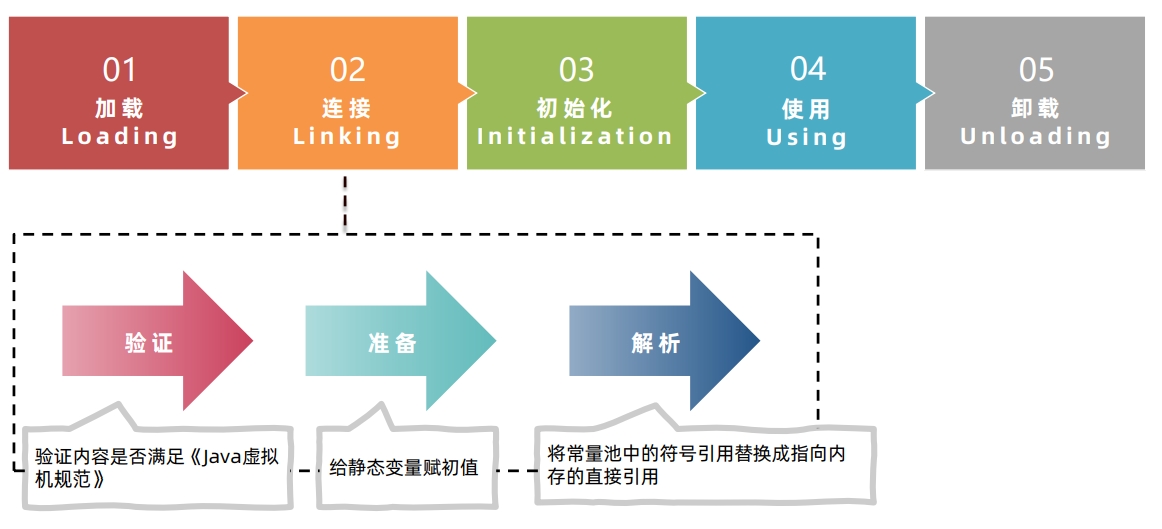 01
加载
Loading
02
连接
Linking
03
初始化
Initialization
04
使用
Using
05
卸载
Unloading
验证
准备
解析
验证内容是否满足《Java虚拟
机规范》
给静态变量赋初值
将常量池中的符号引用替换成指向内
存的直接引用